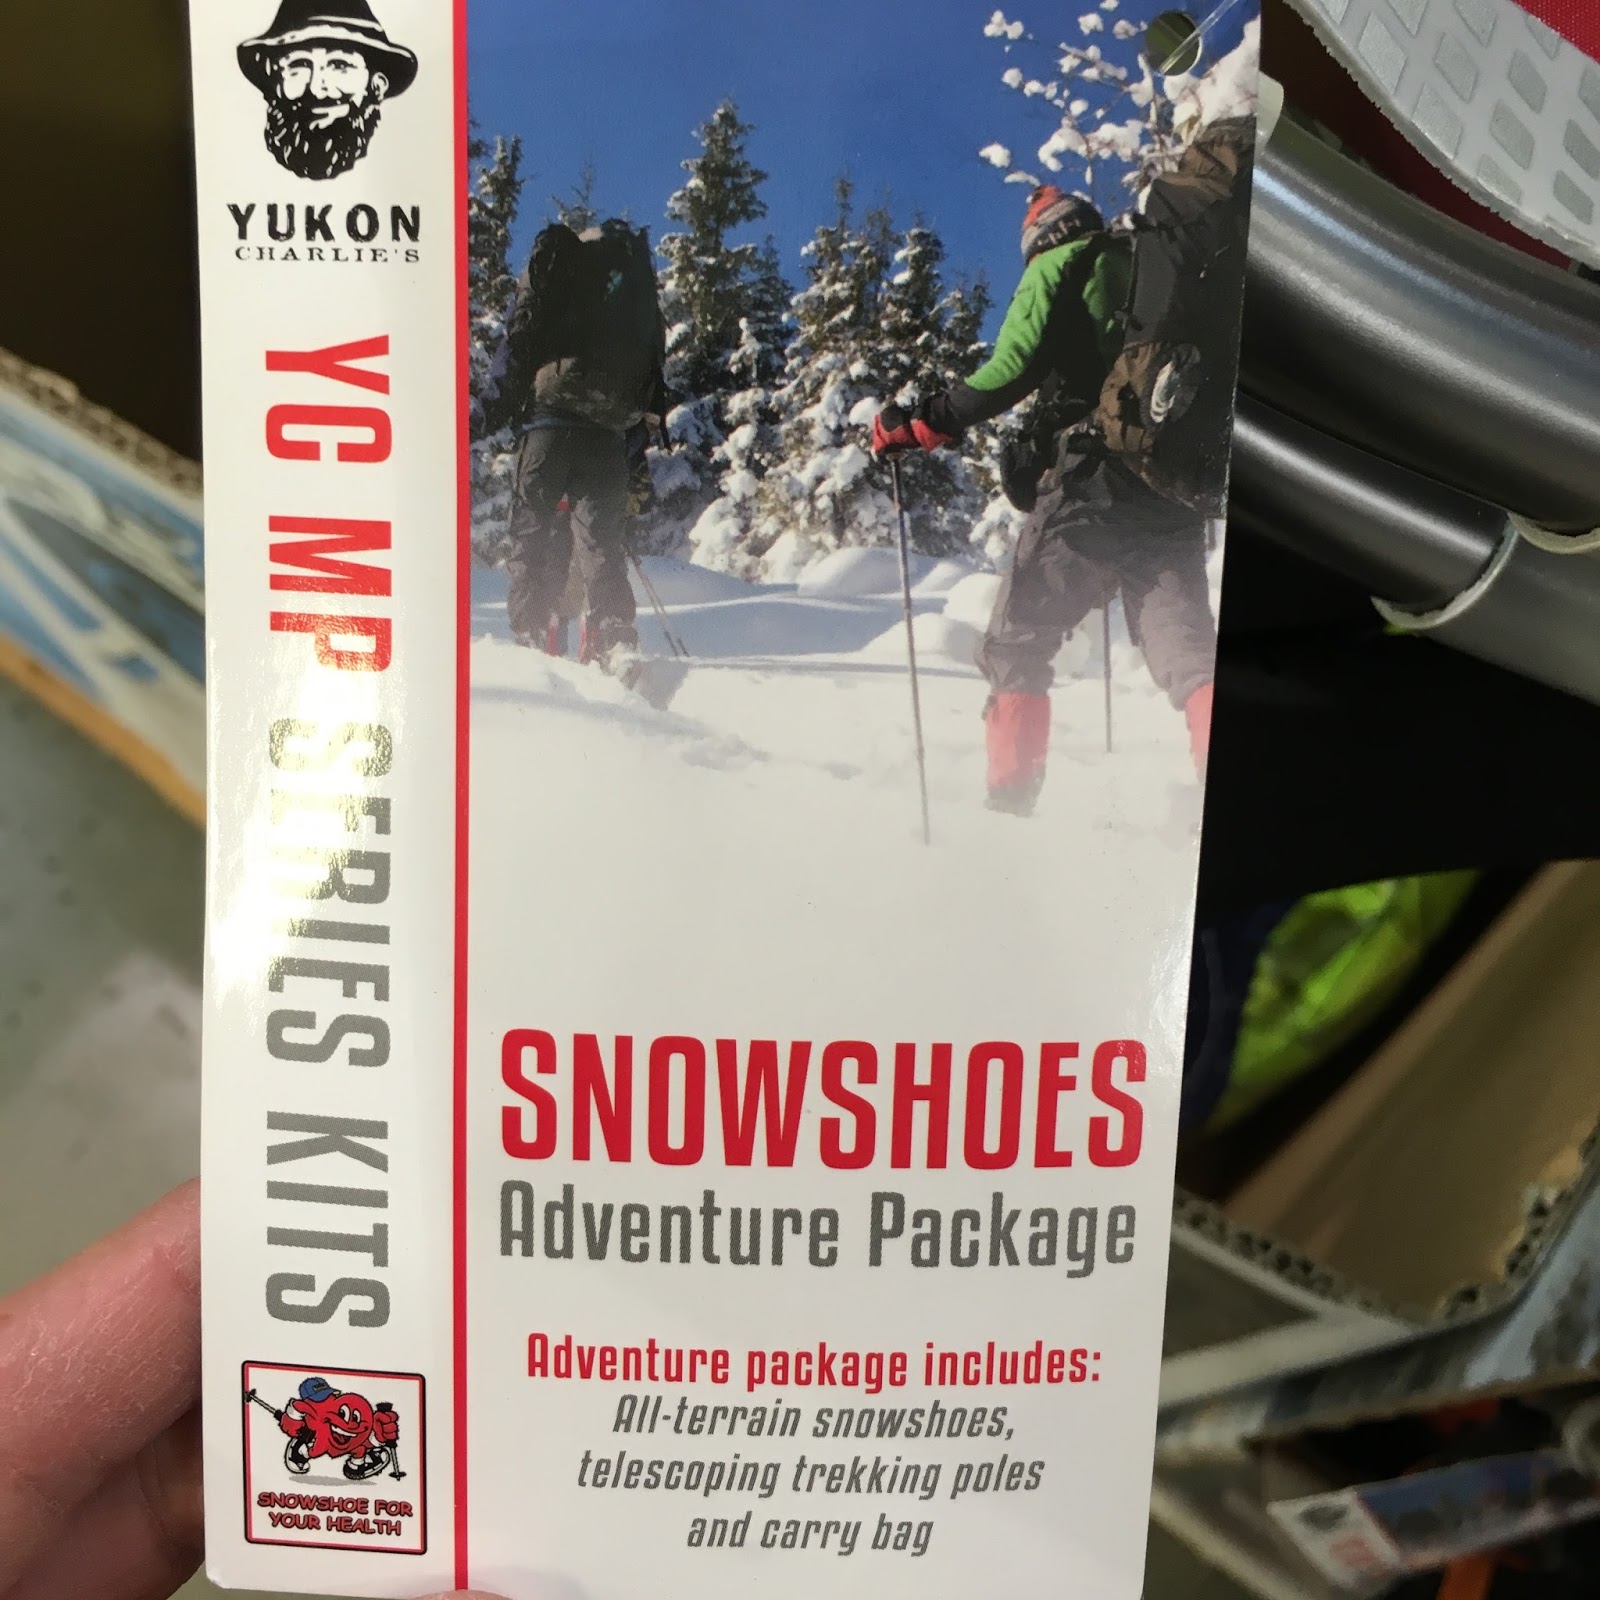 YUKON
CHARLIE'S
YC MP SERIES KITS
SNOWSHOE FOR
YOUR HEALTH
SNOWSHOES
Adventure Package
Adventure package includes:
All-terrain snowshoes,
telescoping trekking poles
and carry bag